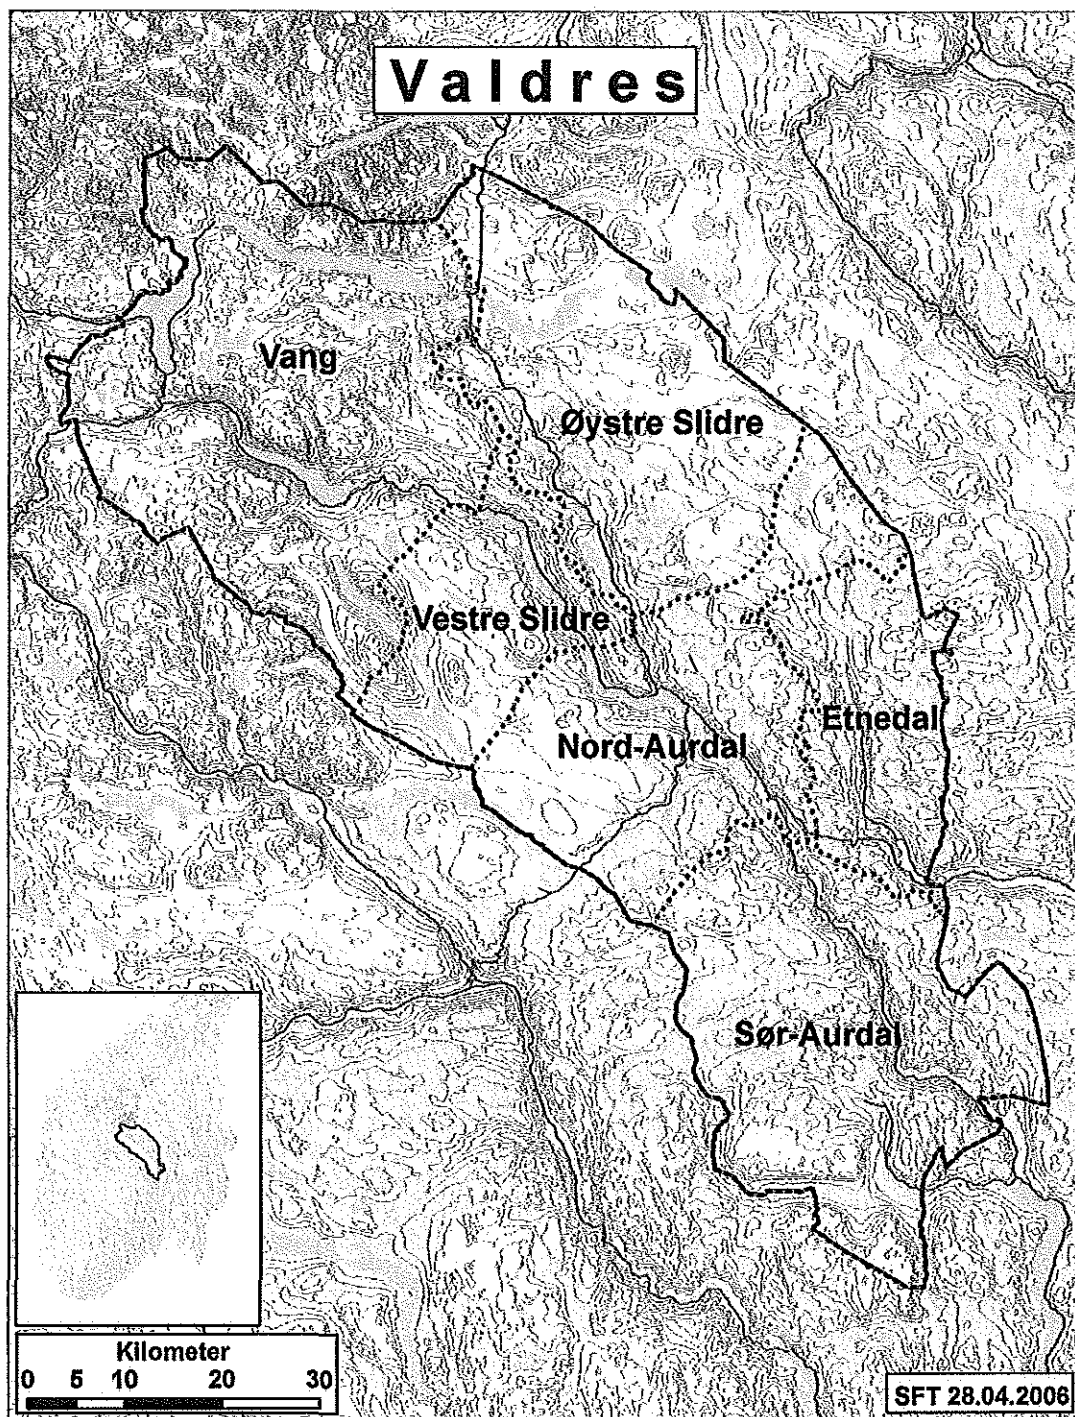 Valdres
Vang
Øystre Slidre
Vestre Slidre
Etnedal
Nord-Aurdal
Sør-Aurdal
Kilometer
0 5 10 20 30
SFT 28.04.2006